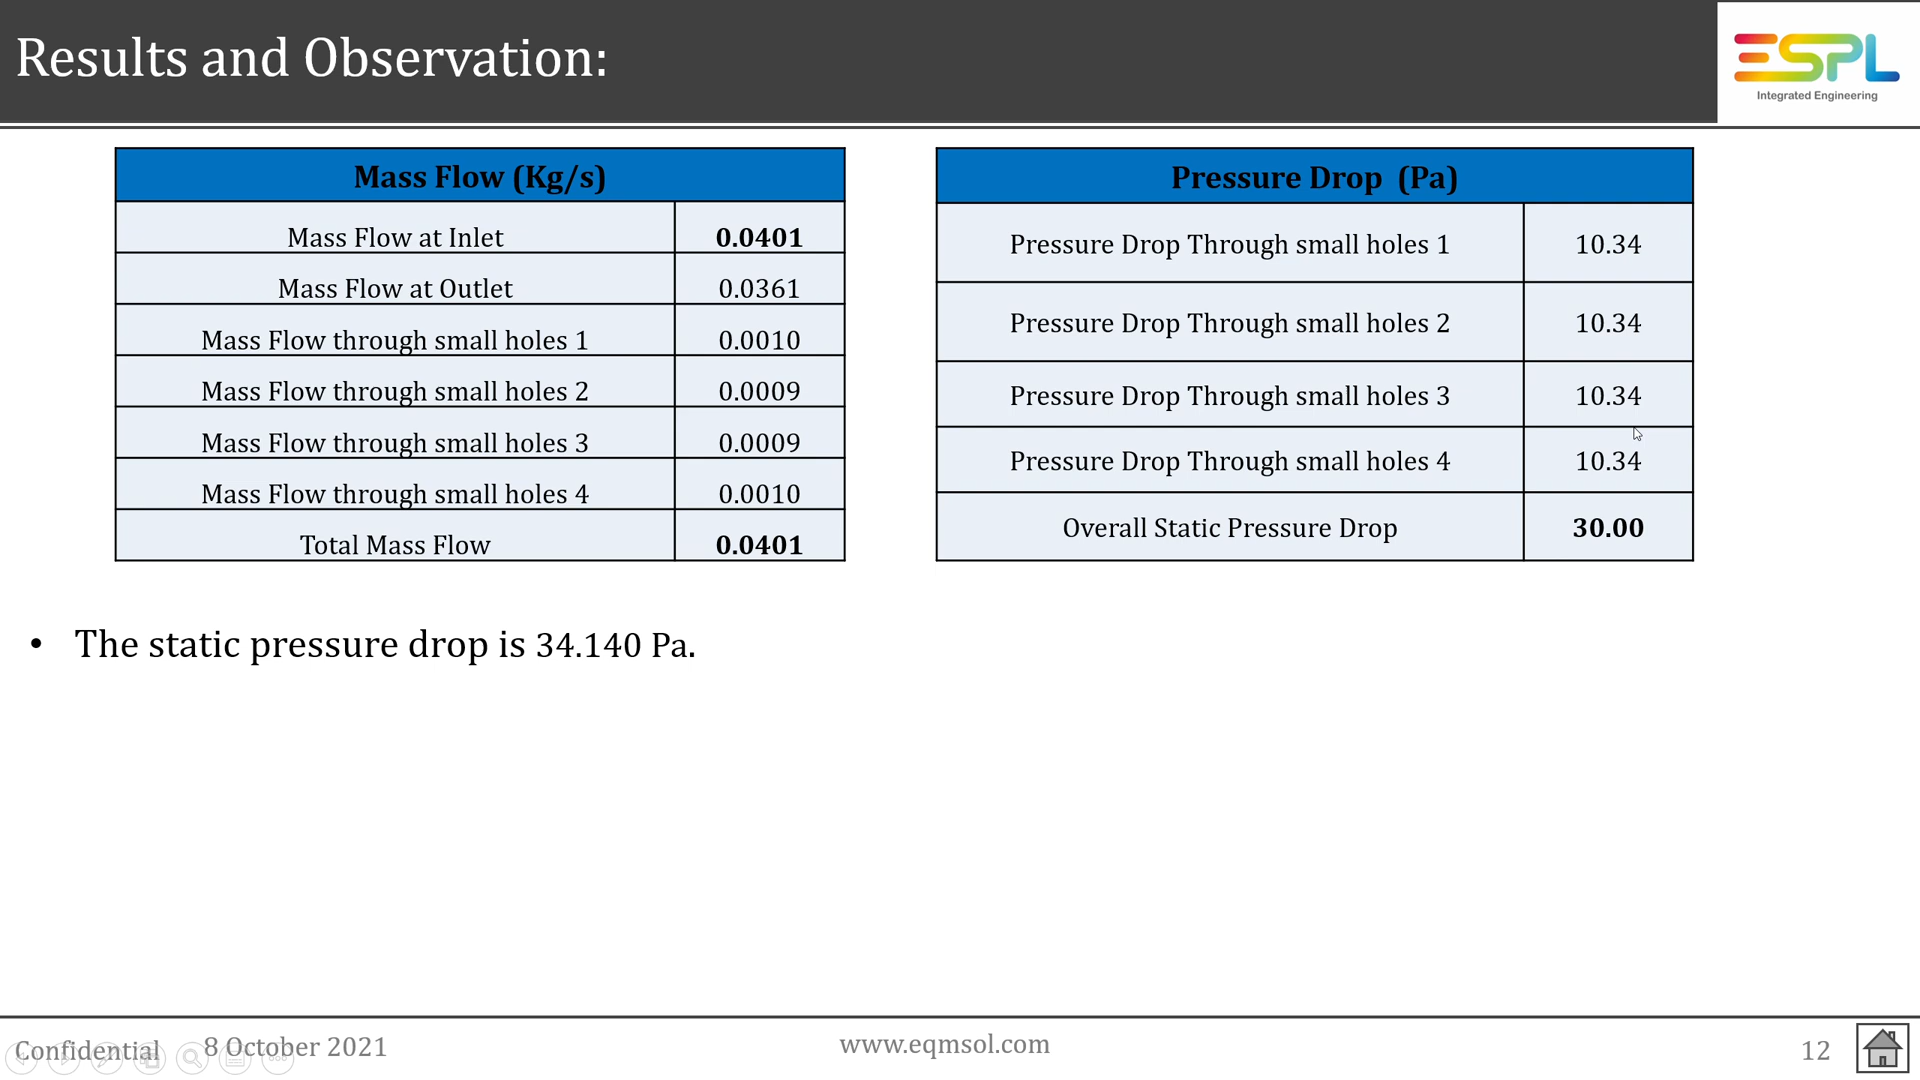 Results and Observation:
ESPL
Integrated Engineering
Mass Flow (Kg/s)
Mass Flow at Inlet 0.0401
Mass Flow at Outlet 0.0361
Mass Flow through small holes 1 0.0010
Mass Flow through small holes 2 0.0009
Mass Flow through small holes 3 0.0009
Mass Flow through small holes 4 0.0010
Total Mass Flow 0.0401
Pressure Drop (Pa)
Pressure Drop Through small holes 1 10.34
Pressure Drop Through small holes 2 10.34
Pressure Drop Through small holes 3 10.34
Pressure Drop Through small holes 4 10.34
Overall Static Pressure Drop 30.00
• The static pressure drop is 34.140 Pa.
Confidential 8 October 2021 www.eqmsol.com 12